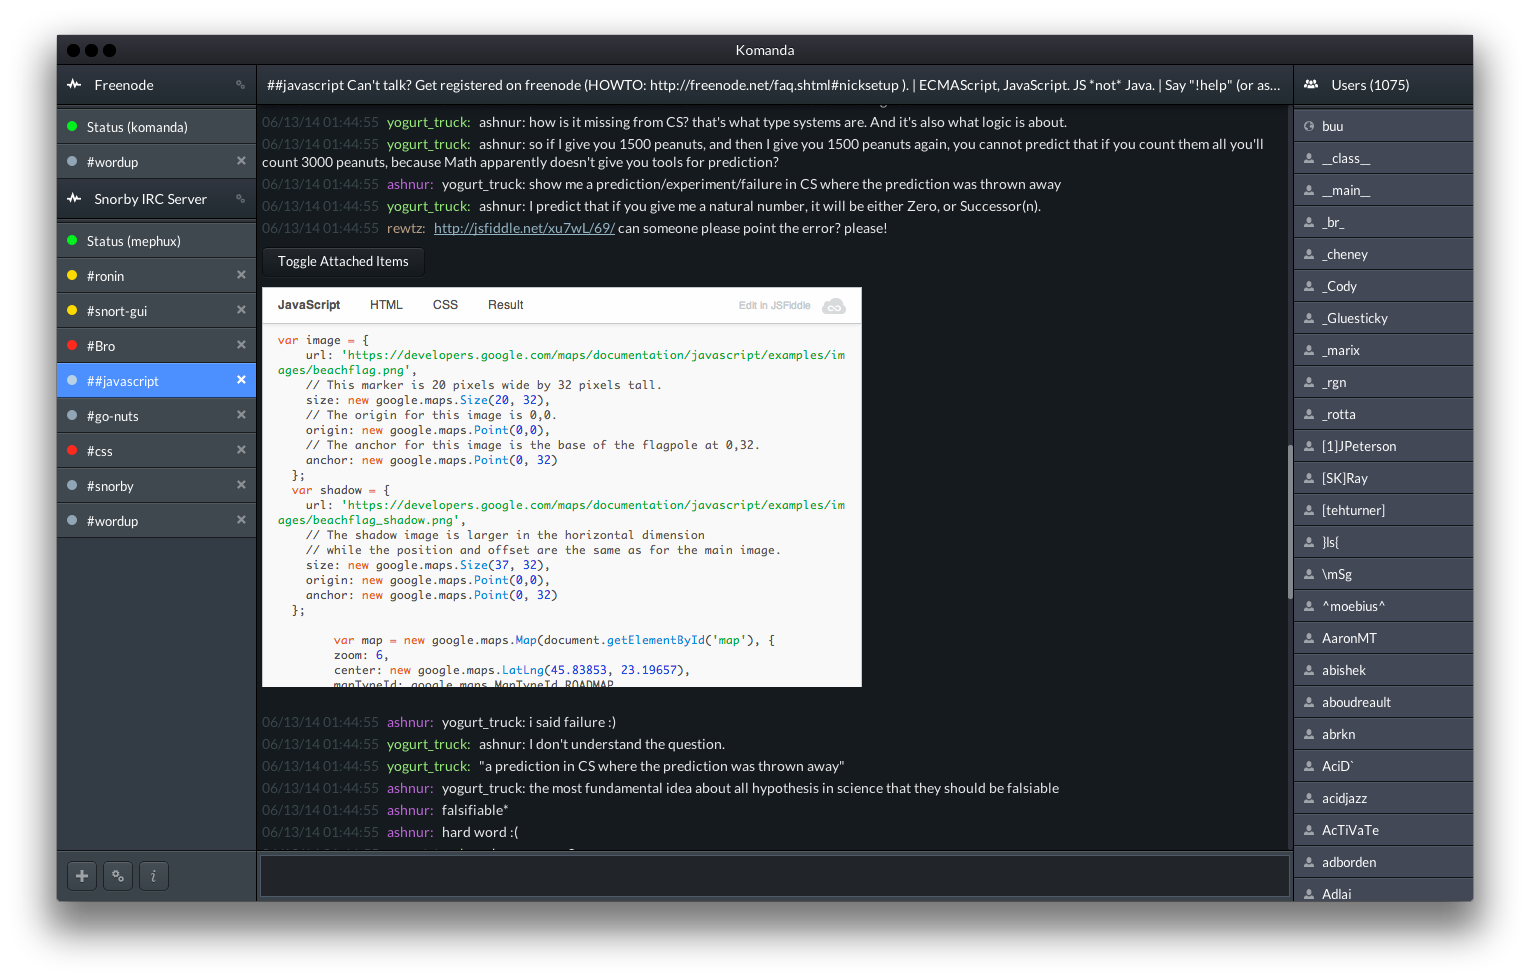 Komanda
Freenode
Status (komanda)
#wordup
Snorby IRC Server
Status (mephux)
#ronin
#snort-gui
#Bro
##javascript
#go-nuts
#css
#snorby
#wordup
##javascript Can't talk? Get registered on freenode (HOWTO: http://freenode.net/faq.shtml#nicksetup ). | ECMAScript, JavaScript. JS *not* Java. | Say "!help" (or as...
06/13/14 01:44:55 yogurt_truck: ashnur: how is it missing from CS? that's what type systems are. And it's also what logic is about.
06/13/14 01:44:55 yogurt_truck: ashnur: so if I give you 1500 peanuts, and then I give you 1500 peanuts again, you cannot predict that if you count them all you'll
count 3000 peanuts, because Math apparently doesn't give you tools for prediction?
06/13/14 01:44:55 ashnur: yogurt_truck: show me a prediction/experiment/failure in CS where the prediction was thrown away
06/13/14 01:44:55 yogurt_truck: ashnur: I predict that if you give me a natural number, it will be either Zero, or Successor(n).
06/13/14 01:44:55 rewtz: http://jsfiddle.net/xu7wL/69/ can someone please point the error? please!
Toggle Attached Items
JavaScript HTML CSS Result Edit in JSFiddle
var image = {
url: 'https://developers.google.com/maps/documentation/javascript/examples/im
ages/beachflag.png',
// This marker is 20 pixels wide by 32 pixels tall.
size: new google.maps.Size(20, 32),
// The origin for this image is 0,0.
origin: new google.maps.Point(0,0),
// The anchor for this image is the base of the flagpole at 0,32.
anchor: new google.maps.Point(0, 32)
};
var shadow = {
url: 'https://developers.google.com/maps/documentation/javascript/examples/im
ages/beachflag_shadow.png',
// The shadow image is larger in the horizontal dimension
// while the position and offset are the same as for the main image.
size: new google.maps.Size(37, 32),
origin: new google.maps.Point(0,0),
anchor: new google.maps.Point(0, 32)
};
var map = new google.maps.Map(document.getElementById('map'), {
zoom: 6,
center: new google.maps.LatLng(45.83853, 23.19657),
mapTypeId: google.maps.MapTypeId.ROADMAP
06/13/14 01:44:55 ashnur: yogurt_truck: i said failure :)
06/13/14 01:44:55 yogurt_truck: ashnur: I don't understand the question.
06/13/14 01:44:55 yogurt_truck: "a prediction in CS where the prediction was thrown away"
06/13/14 01:44:55 ashnur: yogurt_truck: the most fundamental idea about all hypothesis in science that they should be falsiable
06/13/14 01:44:55 ashnur: falsifiable*
06/13/14 01:44:55 ashnur: hard word :(
Users (1075)
buu
__class__
__main__
_br_
_cheney
_Cody
_Gluesticky
_marix
_rgn
_rotta
[1]JPeterson
[SK]Ray
[tehturner]
}ls{
\mSg
^moebius^
AaronMT
abishek
aboudreault
abrkn
AciD`
acidjazz
AcTiVaTe
adborden
Adlai